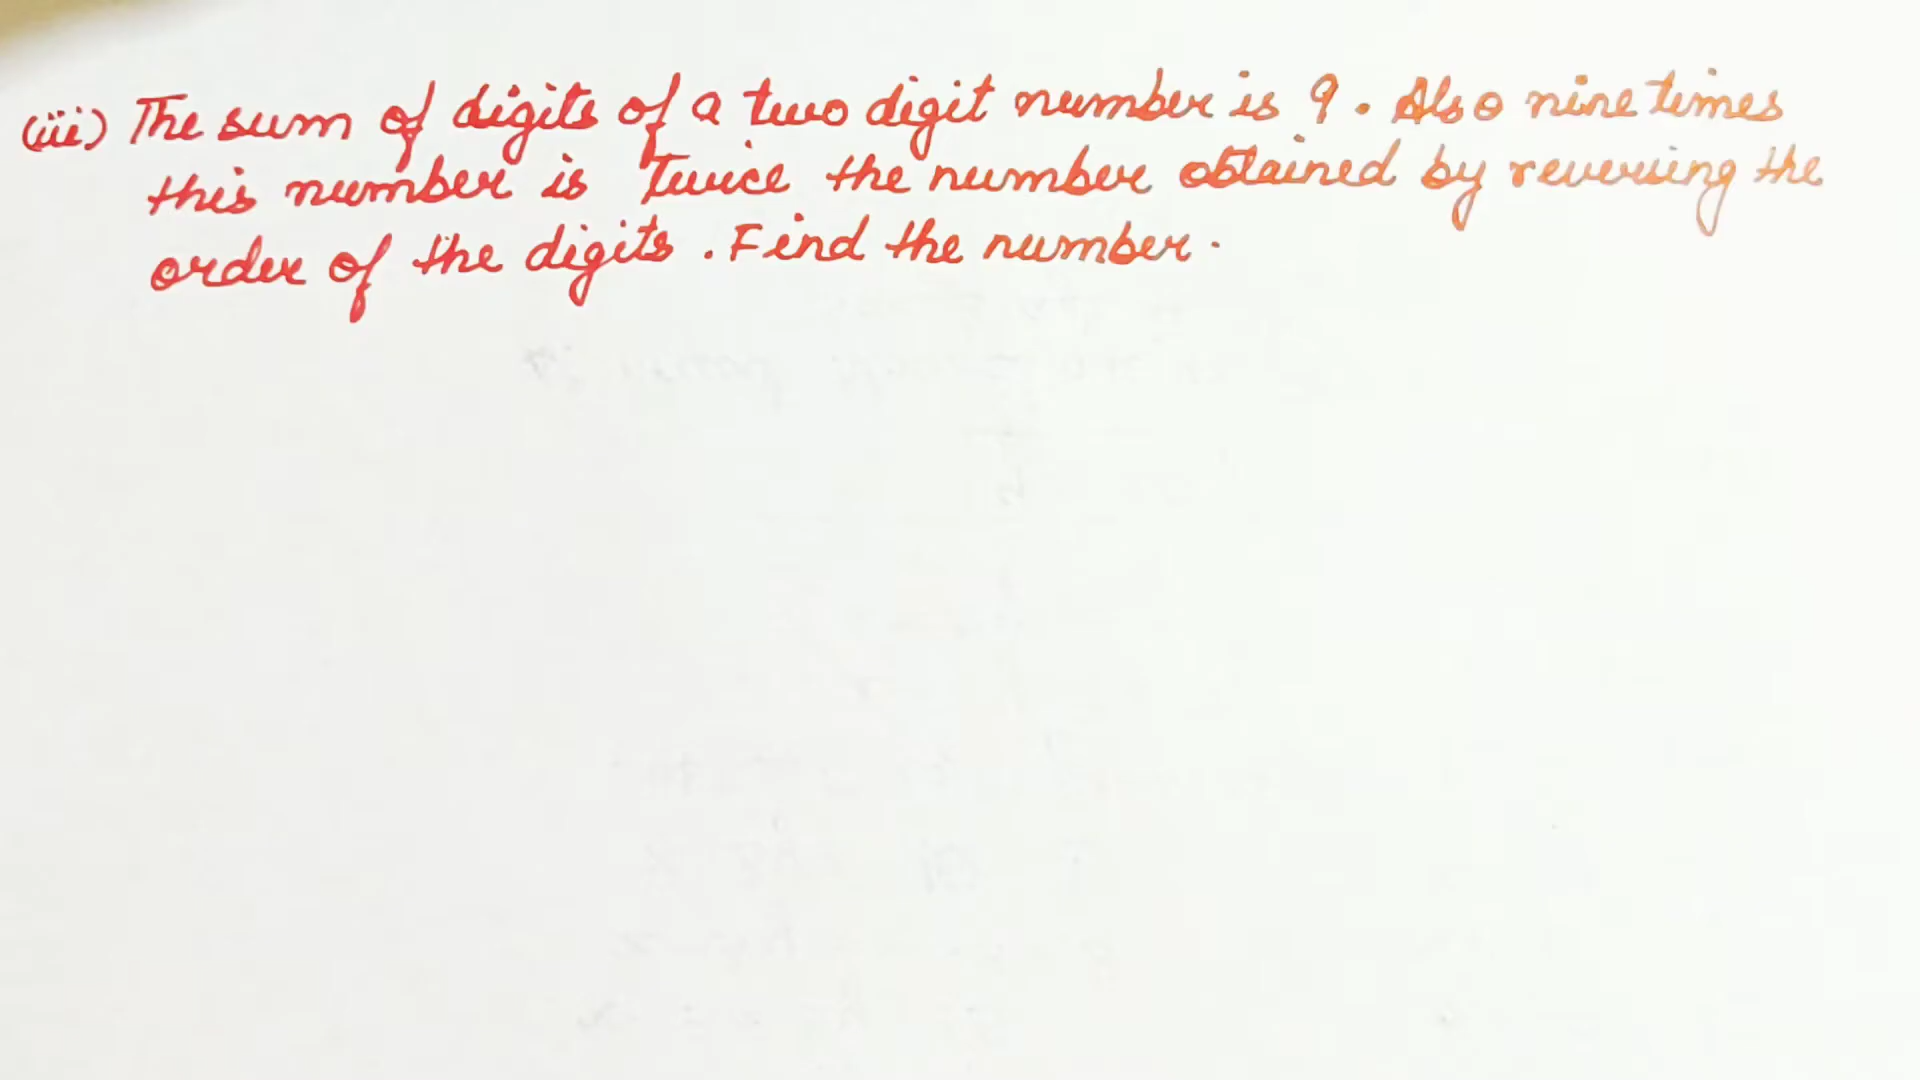 (iii) The sum of digits of a two digit number is 9. Also nine times
this number is Twice the number obtained by reversing the
order of the digits. Find the number.